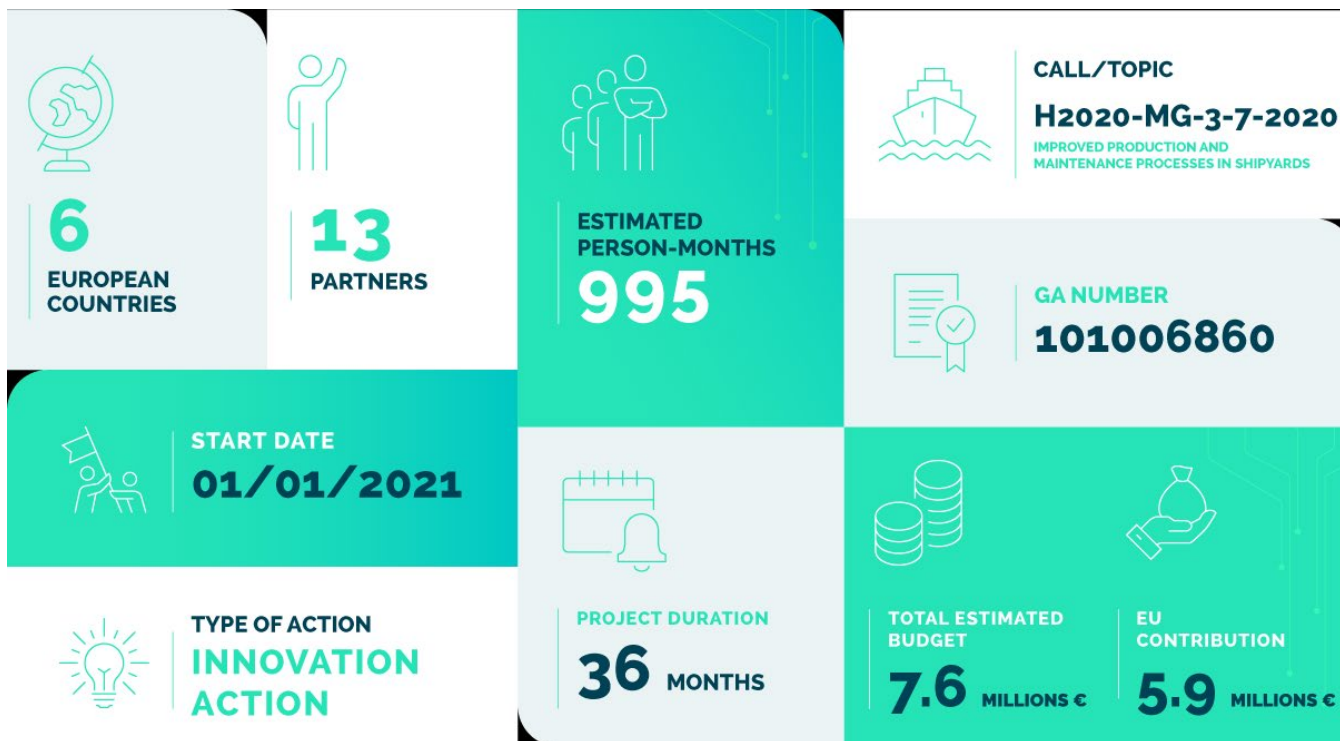 6
EUROPEAN
COUNTRIES
13
PARTNERS
ESTIMATED
PERSON-MONTHS
995
CALL/TOPIC
H2020-MG-3-7-2020
IMPROVED PRODUCTION AND
MAINTENANCE PROCESSES IN SHIPYARDS
GA NUMBER
101006860
START DATE
01/01/2021
TYPE OF ACTION
INNOVATION
ACTION
PROJECT DURATION
36 MONTHS
TOTAL ESTIMATED
BUDGET
7.6 MILLIONS €
EU
CONTRIBUTION
5.9 MILLIONS €